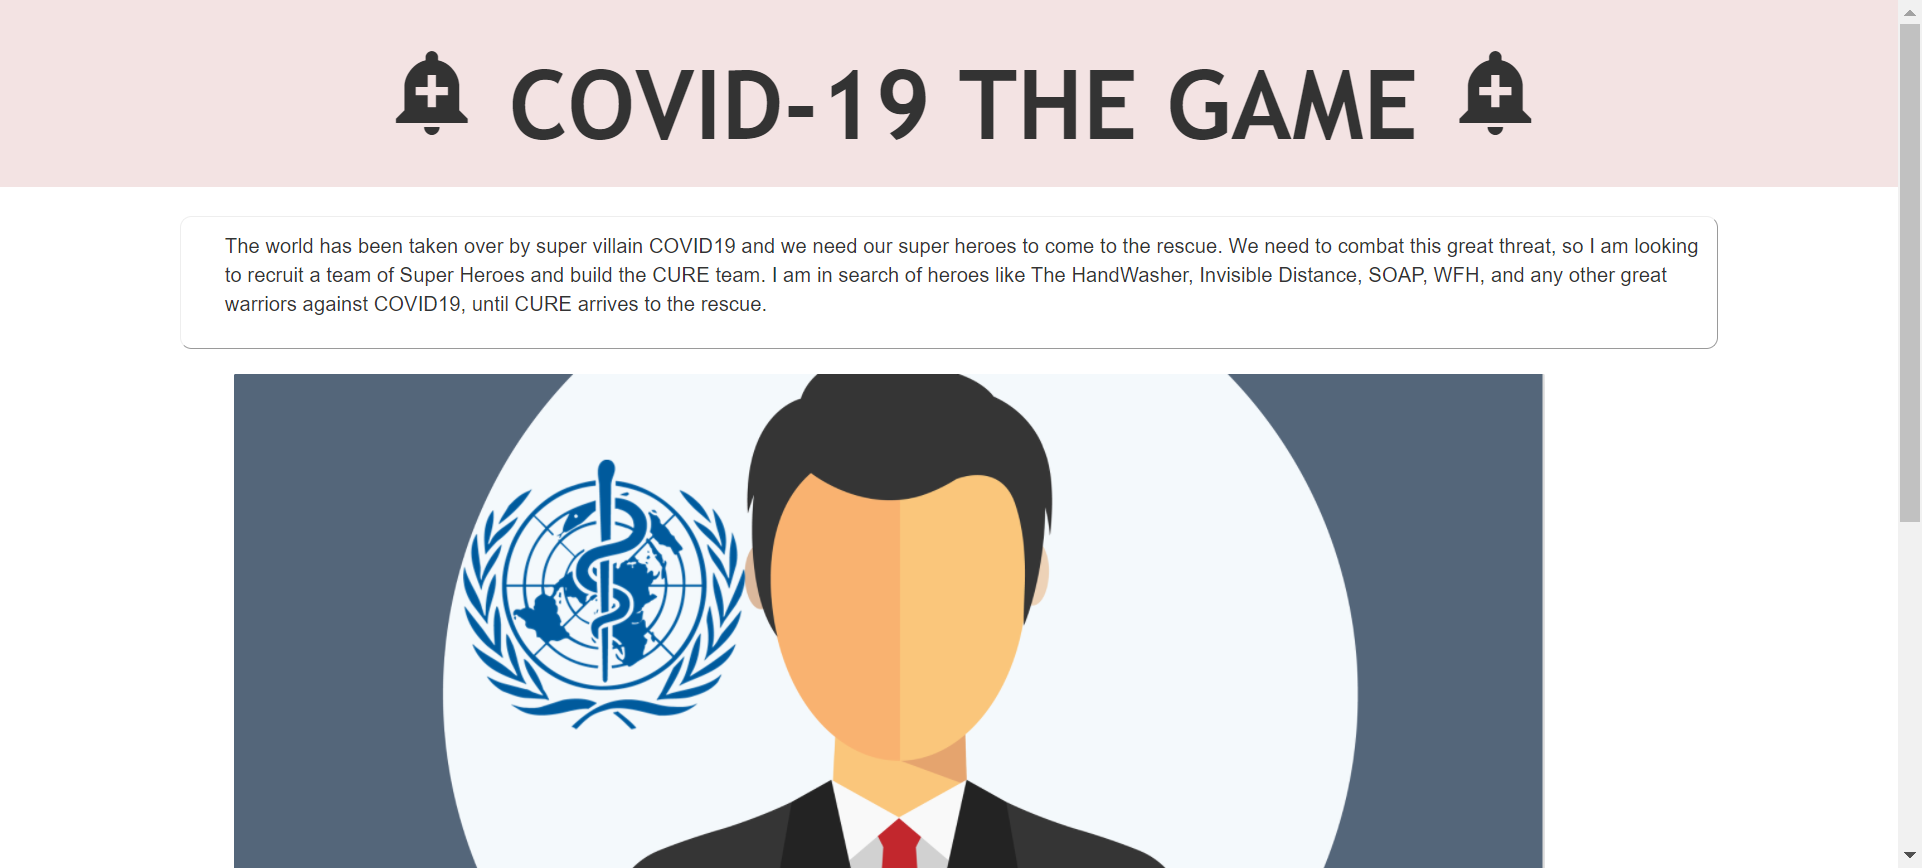 COVID-19 THE GAME
The world has been taken over by super villain COVID19 and we need our super heroes to come to the rescue. We need to combat this great threat, so I am looking
to recruit a team of Super Heroes and build the CURE team. I am in search of heroes like The HandWasher, Invisible Distance, SOAP, WFH, and any other great
warriors against COVID19, until CURE arrives to the rescue.